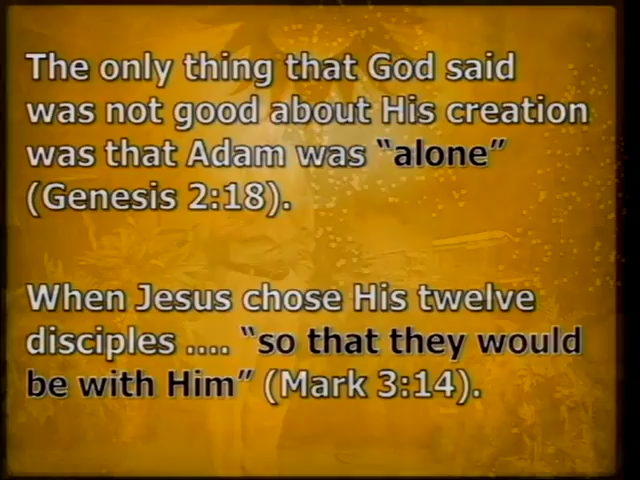 The only thing that God said
was not good about His creation
was that Adam was “alone”
(Genesis 2:18).
When Jesus chose His twelve
disciples .... “so that they would
be with Him” (Mark 3:14).